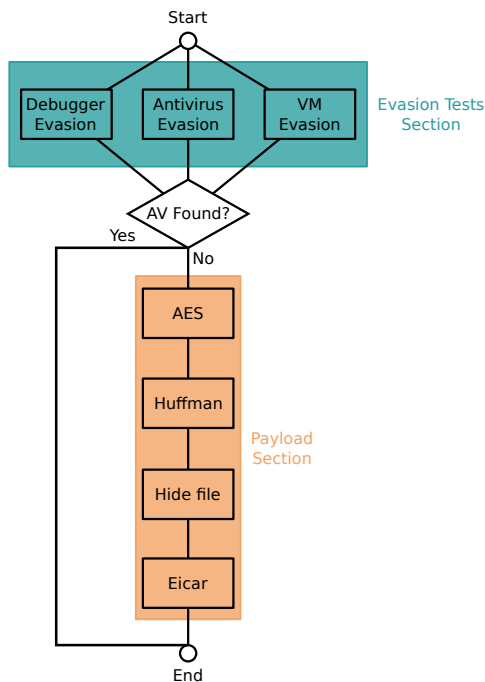 Start
Debugger
Evasion
Antivirus
Evasion
VM
Evasion
Evasion Tests
Section
AV Found?
Yes
No
AES
Huffman
Payload
Section
Hide file
Eicar
End